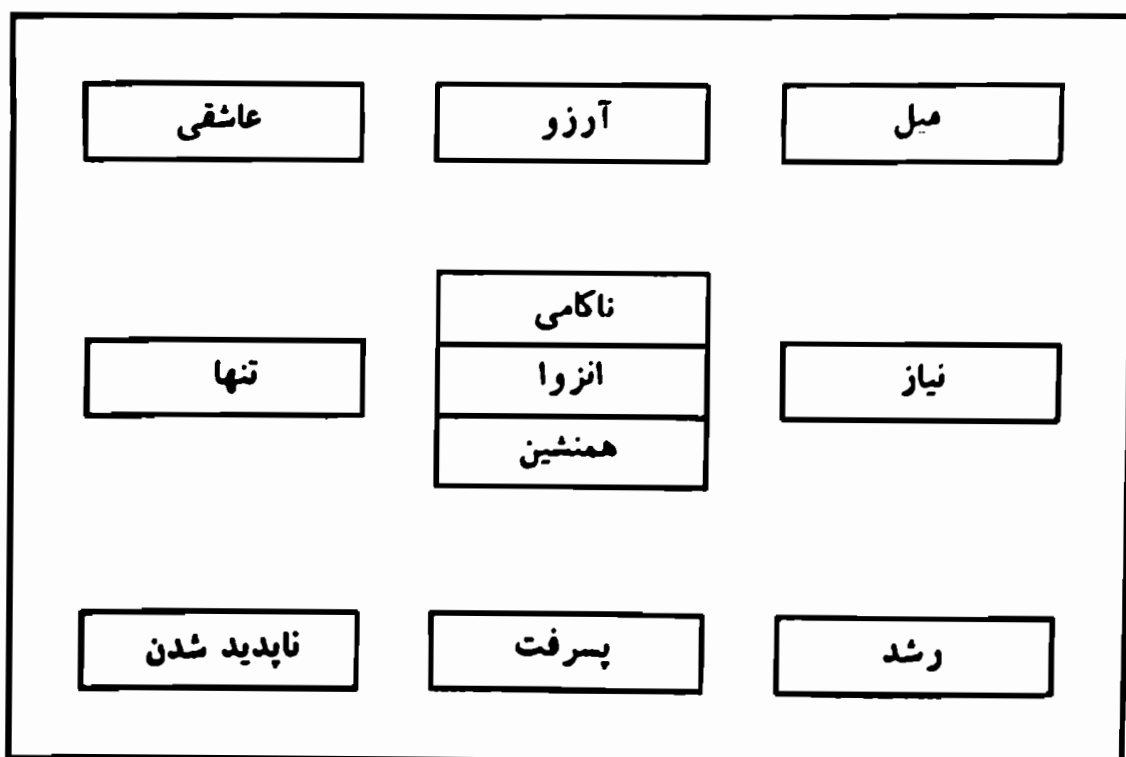 میل
آرزو
عاشقی
ناکامی
نیاز
انزوا
تنها
همنشین
رشد
پسرفت
ناپدید شدن